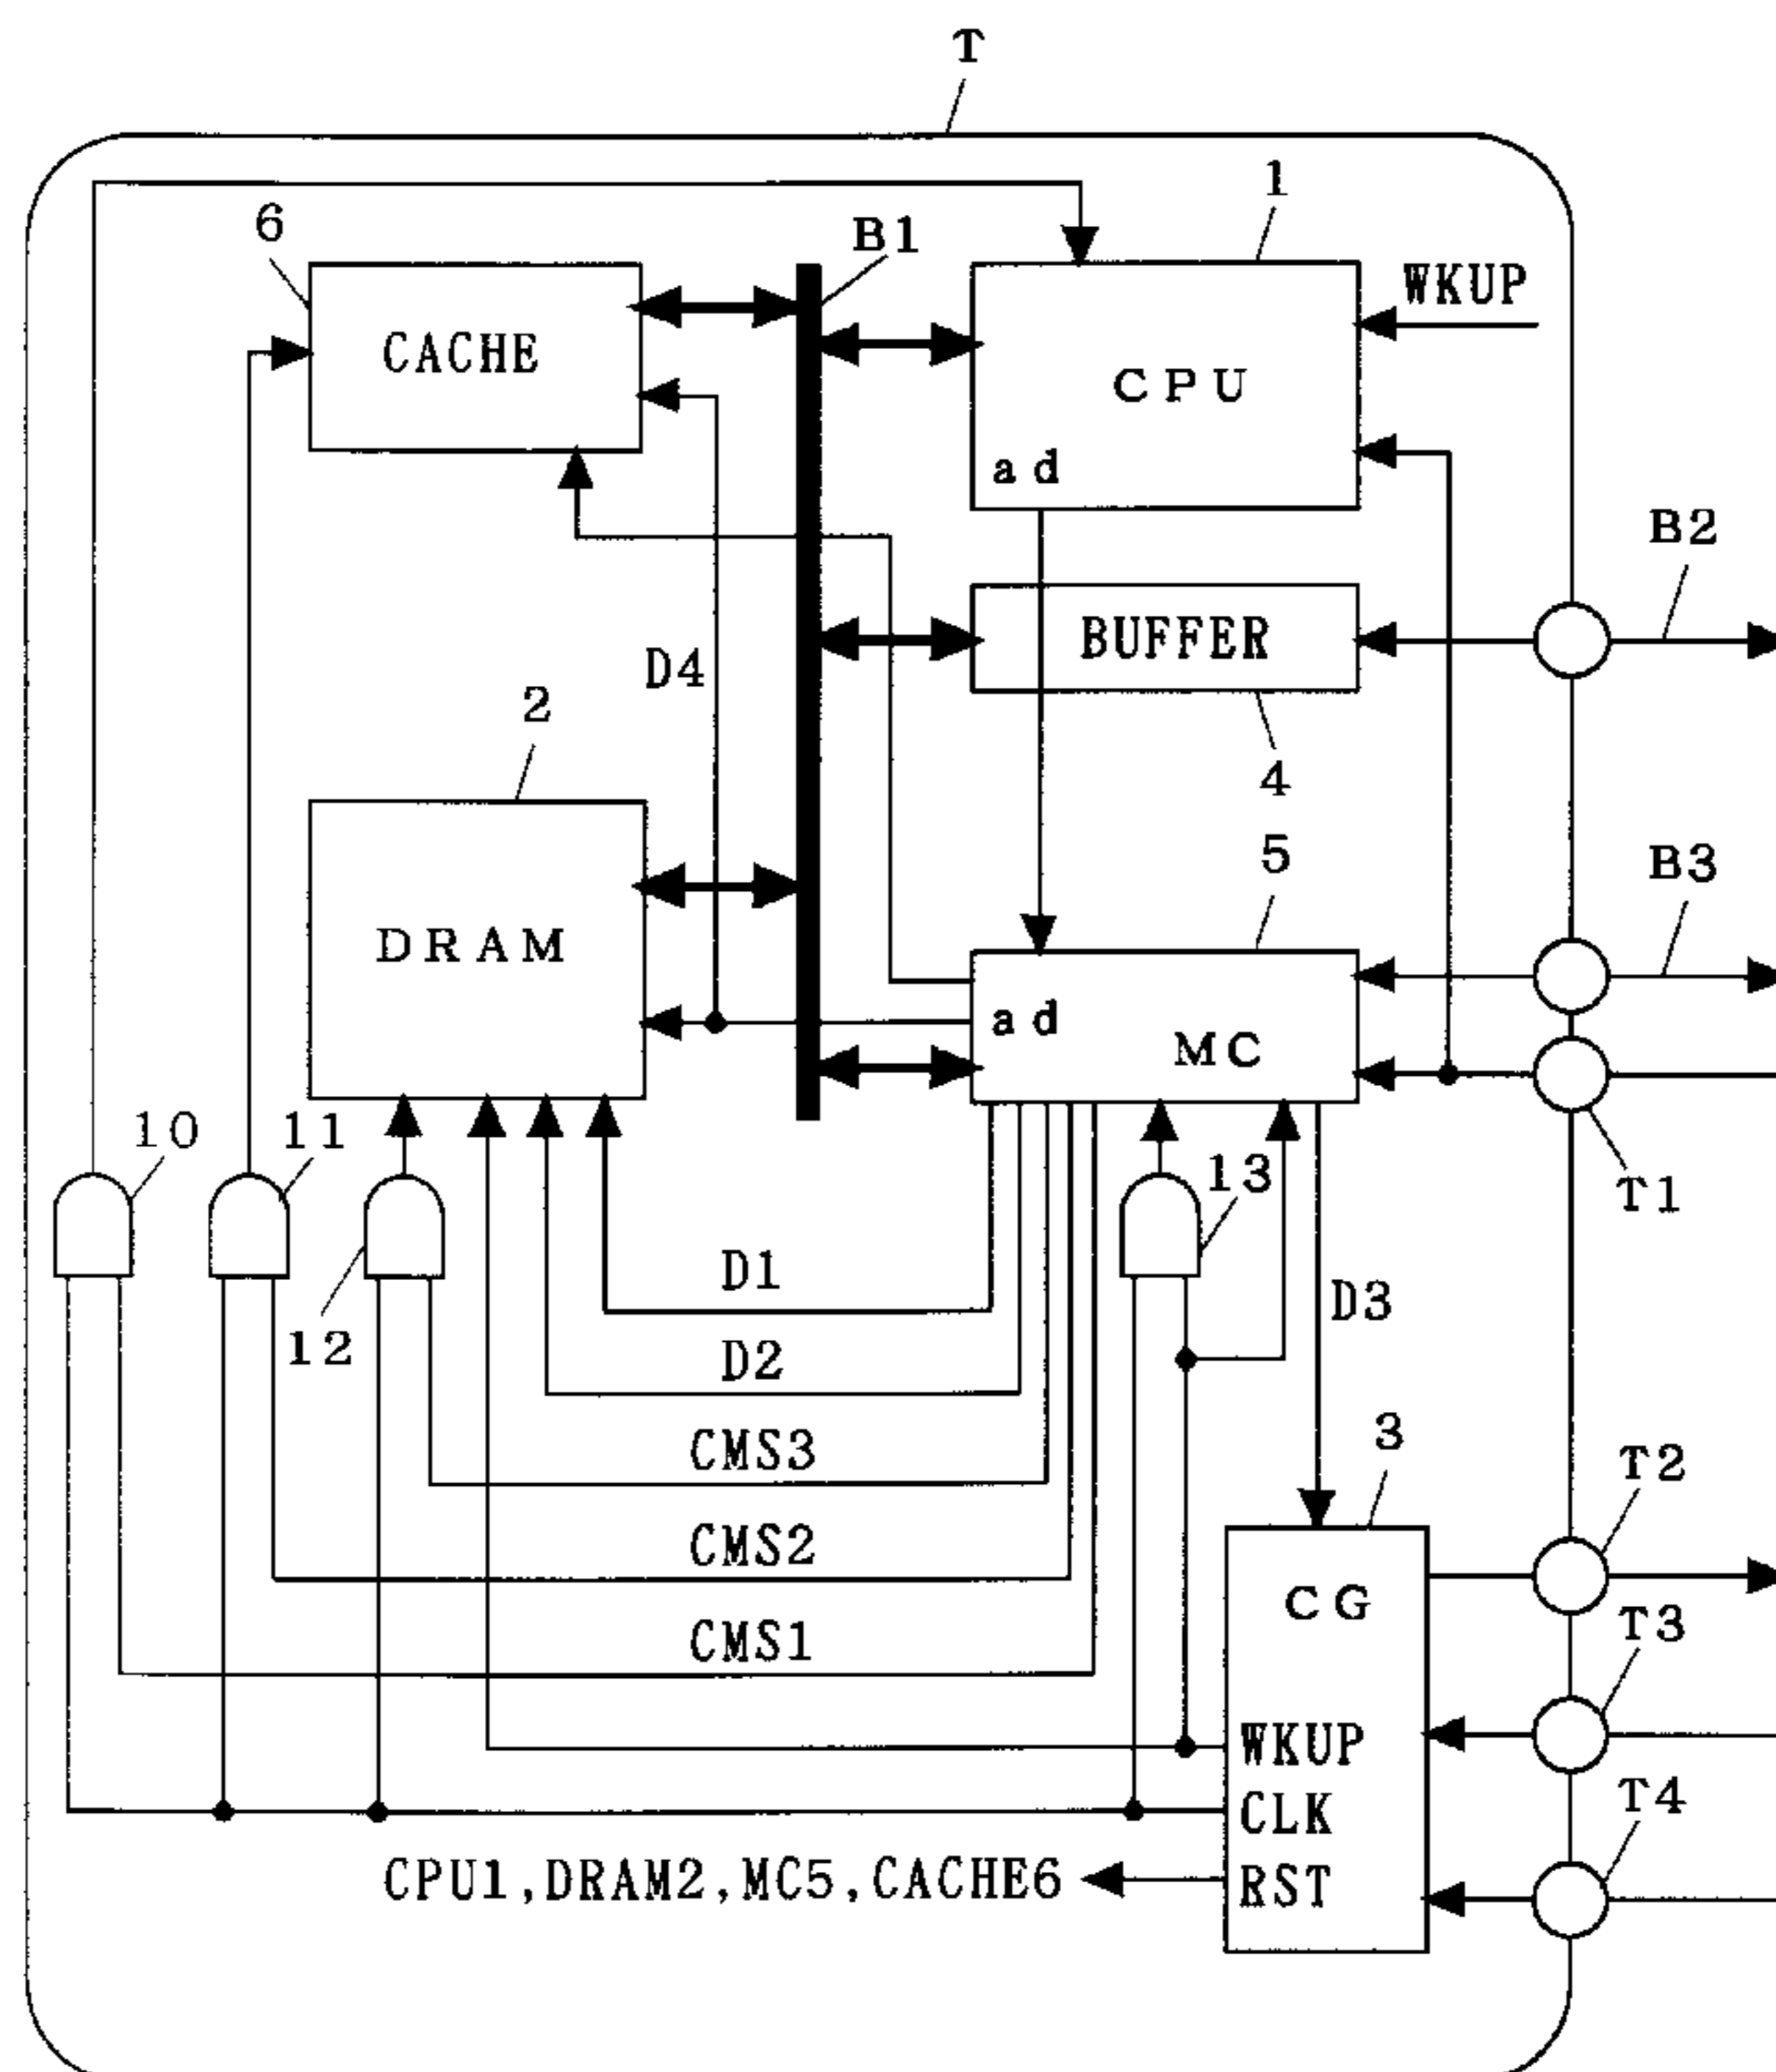 T
1
6
B1
WKUP
CACHE
CPU
ad
B2
BUFFER
D4
2
4
5
B3
DRAM
ad
MC
10
11
13
T1
D1
D3
12
D2
3
CMS3
T2
CMS2
CG
T3
CMS1
WKUP
T4
CLK
CPU1,DRAM2,MC5,CACHE6
RST